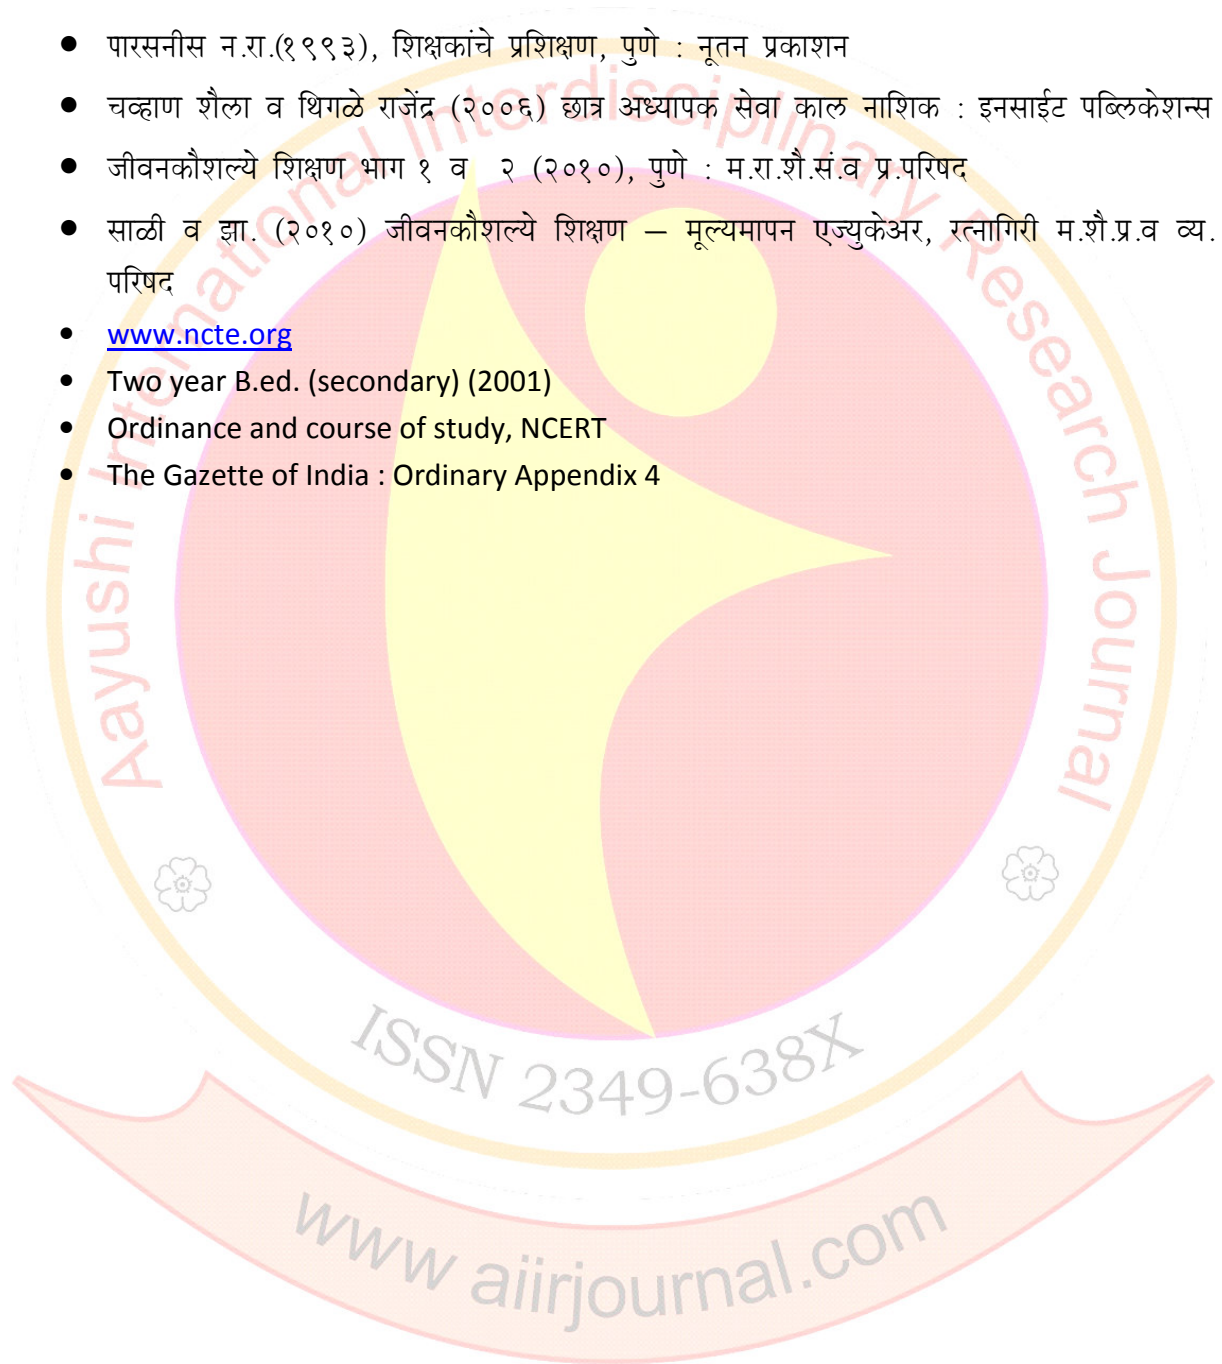 ● पारसनीस न.रा.(१९९३), शिक्षकांचे प्रशिक्षण, पुणे : नूतन प्रकाशन
● चव्हाण शैला व थिगळे राजेंद्र (२००६) छात्र अध्यापक सेवा काल नाशिक : इनसाईट पब्लिकेशन्स
● जीवनकौशल्ये शिक्षण भाग १ व २ (२०१०), पुणे : म.रा.शै.सं.व प्र.परिषद
● साळी व झा. (२०१०) जीवनकौशल्ये शिक्षण – मूल्यमापन एज्युकेअर, रत्नागिरी म.शै.प्र.व व्य.
परिषद
• www.ncte.org
• Two year B.ed. (secondary) (2001)
• Ordinance and course of study, NCERT
• The Gazette of India : Ordinary Appendix 4
Aayushi International Interdisciplinary Research Journal
ISSN 2349-638X
www aiirjournal.com